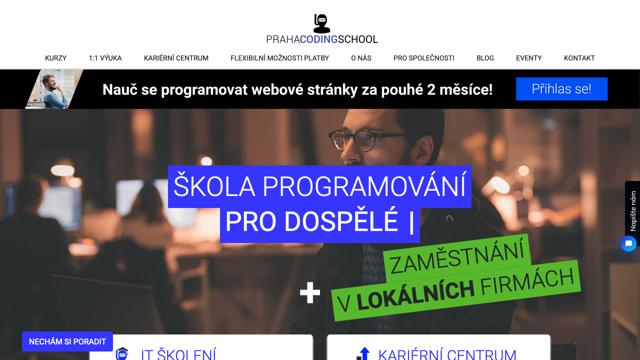 PRAHACODINGSCHOOL
KURZY 1:1 VÝUKA KARIÉRNÍ CENTRUM FLEXIBILNÍ MOŽNOSTI PLATBY O NÁS PRO SPOLEČNOSTI BLOG EVENTY KONTAKT
Nauč se programovat webové stránky za pouhé 2 měsíce! Přihlas se!
ŠKOLA PROGRAMOVÁNÍ
PRO DOSPĚLÉ |
+ ZAMĚSTNÁNÍ
V LOKÁLNÍCH FIRMÁCH
Napište nám
NECHÁM SI PORADIT
IT ŠKOLENÍ
KARIÉRNÍ CENTRUM